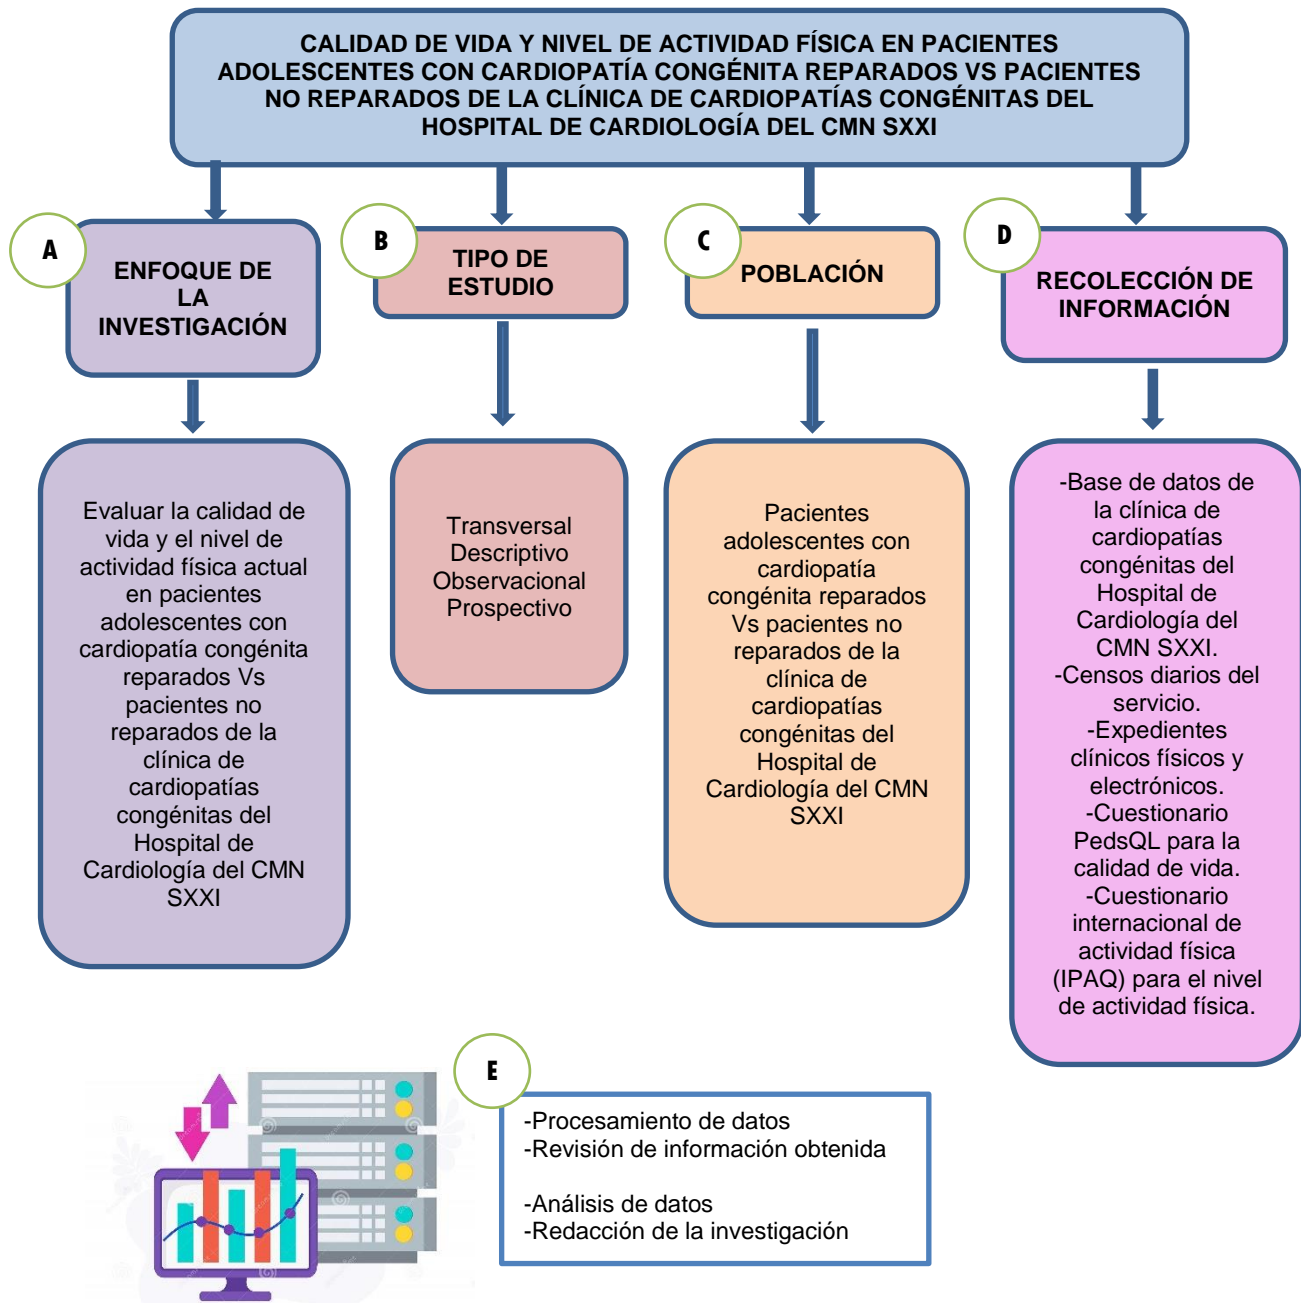 CALIDAD DE VIDA Y NIVEL DE ACTIVIDAD FÍSICA EN PACIENTES
ADOLESCENTES CON CARDIOPATÍA CONGÉNITA REPARADOS VS PACIENTES
NO REPARADOS DE LA CLÍNICA DE CARDIOPATÍAS CONGÉNITAS DEL
HOSPITAL DE CARDIOLOGÍA DEL CMN SXXI
A
ENFOQUE DE
LA
INVESTIGACIÓN
B
TIPO DE
ESTUDIO
C
POBLACIÓN
D
RECOLECCIÓN DE
INFORMACIÓN
Evaluar la calidad de
vida y el nivel de
actividad física actual
en pacientes
adolescentes con
cardiopatía congénita
reparados Vs
pacientes no
reparados de la
clínica de
cardiopatías
congénitas del
Hospital de
Cardiología del CMN
SXXI
Transversal
Descriptivo
Observacional
Prospectivo
Pacientes
adolescentes con
cardiopatía
congénita reparados
Vs pacientes no
reparados de la
clínica de
cardiopatías
congénitas del
Hospital de
Cardiología del CMN
SXXI
-Base de datos de
la clínica de
cardiopatías
congénitas del
Hospital de
Cardiología del
CMN SXXI.
-Censos diarios del
servicio.
-Expedientes
clínicos físicos y
electrónicos.
-Cuestionario
PedsQL para la
calidad de vida.
-Cuestionario
internacional de
actividad física
(IPAQ) para el nivel
de actividad física.
E
-Procesamiento de datos
-Revisión de información obtenida
-Análisis de datos
-Redacción de la investigación